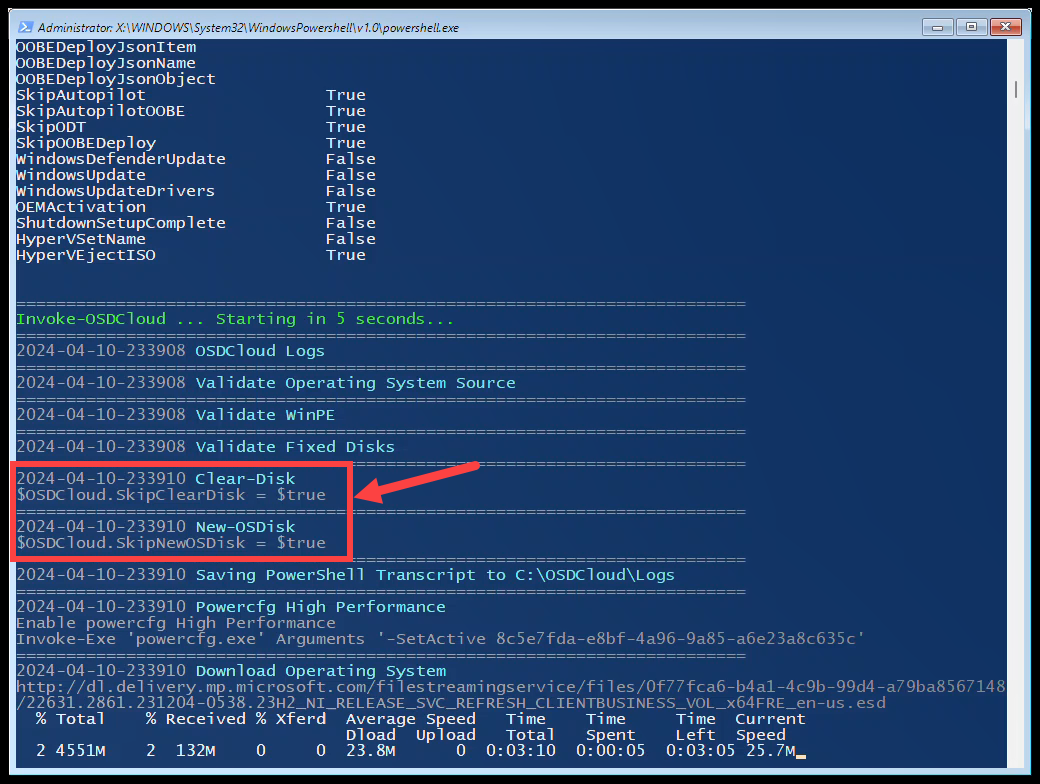 Administrator: X:\WINDOWS\System32\WindowsPowershell\v1.0\powershell.exe
OOBEDeployJsonItem
OOBEDeployJsonName
OOBEDeployJsonObject
SkipAutopilot True
SkipAutopilotOOBE True
SkipODT True
SkipOOBEDeploy True
WindowsDefenderUpdate False
WindowsUpdate False
WindowsUpdateDrivers False
OEMActivation True
ShutdownSetupComplete False
HyperVSetName False
HyperVEjectISO True
=========================================================================
Invoke-OSDCloud ... Starting in 5 seconds...
=========================================================================
2024-04-10-233908 OSDCloud Logs
=========================================================================
2024-04-10-233908 Validate Operating System Source
=========================================================================
2024-04-10-233908 Validate WinPE
=========================================================================
2024-04-10-233908 Validate Fixed Disks
=========================================================================
2024-04-10-233910 Clear-Disk
$OSDCloud.SkipClearDisk = $true
=========================================================================
2024-04-10-233910 New-OSDisk
$OSDCloud.SkipNewOSDisk = $true
=========================================================================
2024-04-10-233910 Saving PowerShell Transcript to C:\OSDCloud\Logs
=========================================================================
2024-04-10-233910 Powercfg High Performance
Enable powercfg High Performance
Invoke-Exe 'powercfg.exe' Arguments '-SetActive 8c5e7fda-e8bf-4a96-9a85-a6e23a8c635c'
=========================================================================
2024-04-10-233910 Download Operating System
http://dl.delivery.mp.microsoft.com/filestreamingservice/files/0f77fca6-b4a1-4c9b-99d4-a79ba8567148
/22631.2861.231204-0538.23H2_NI_RELEASE_SVC_REFRESH_CLIENTBUSINESS_VOL_x64FRE_en-us.esd
% Total % Received % Xferd Average Speed Time Time Time Current
Dload Upload Total Spent Left Speed
2 4551M 2 132M 0 0 23.8M 0 0:03:10 0:00:05 0:03:05 25.7M_